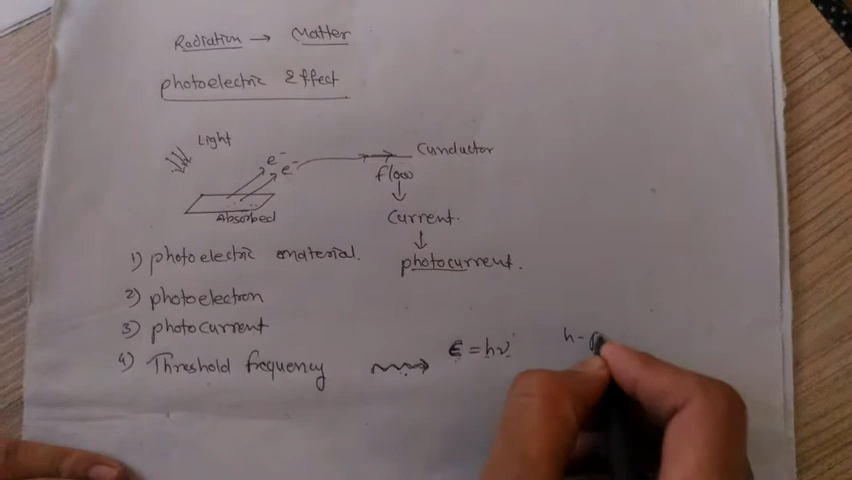 Radiation → Matter
photoelectric Effect
Light
e⁻
e⁻
Conductor
flow
Absorbed
Current.
1) photoelectric material.
photocurrent.
2) photoelectron
3) photocurrent
4) Threshold frequency
E = hν
h-